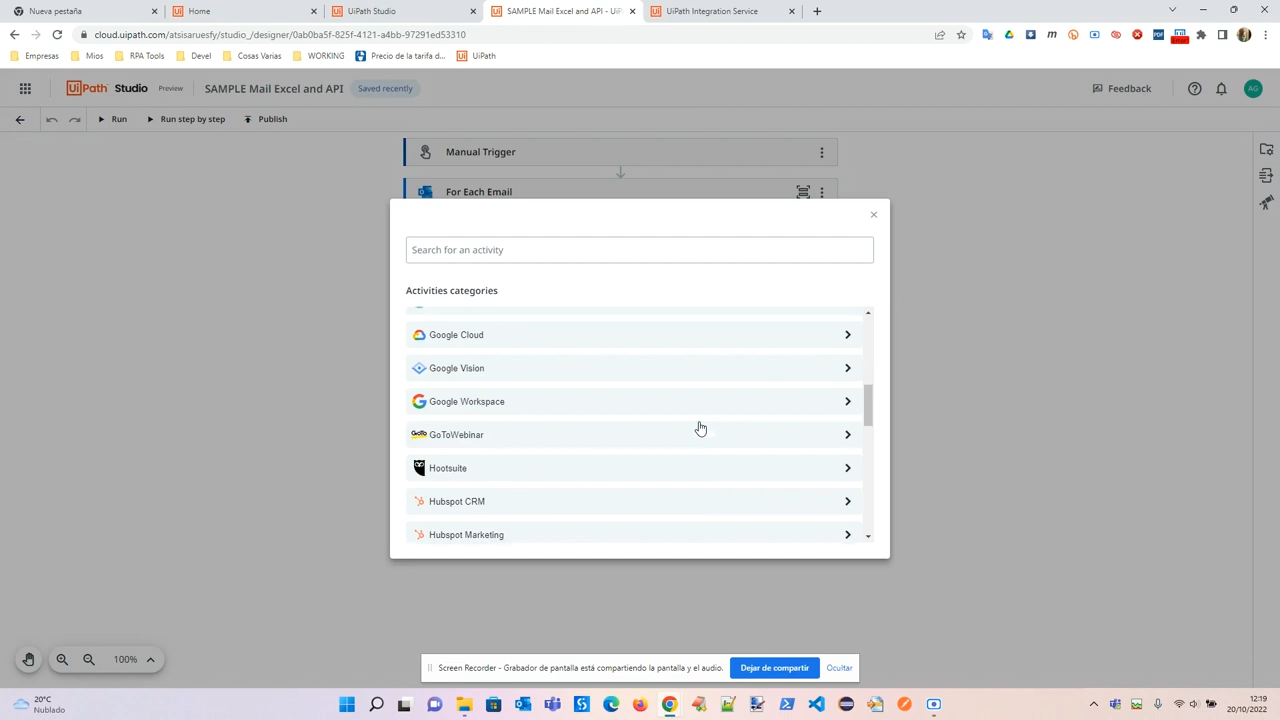 Nueva pestaña
Home
UiPath Studio
SAMPLE Mail Excel and API - UiP
UiPath Integration Service
cloud.uipath.com/atsisaruesfy/studio_/designer/0ab0ba5f-825f-4121-a4bb-97291ed53310
Empresas
Mios
RPA Tools
Devel
Cosas Varias
WORKING
Precio de la tarifa d...
UiPath
UiPath Studio
Preview
SAMPLE Mail Excel and API
Saved recently
Feedback
AG
Run
Run step by step
Publish
Manual Trigger
For Each Email
Search for an activity
Activities categories
Google Cloud
Google Vision
Google Workspace
GoToWebinar
Hootsuite
Hubspot CRM
Hubspot Marketing
100%
Screen Recorder - Grabador de pantalla está compartiendo la pantalla y el audio.
Dejar de compartir
Ocultar
20°C
Nublado
12:19
20/10/2022